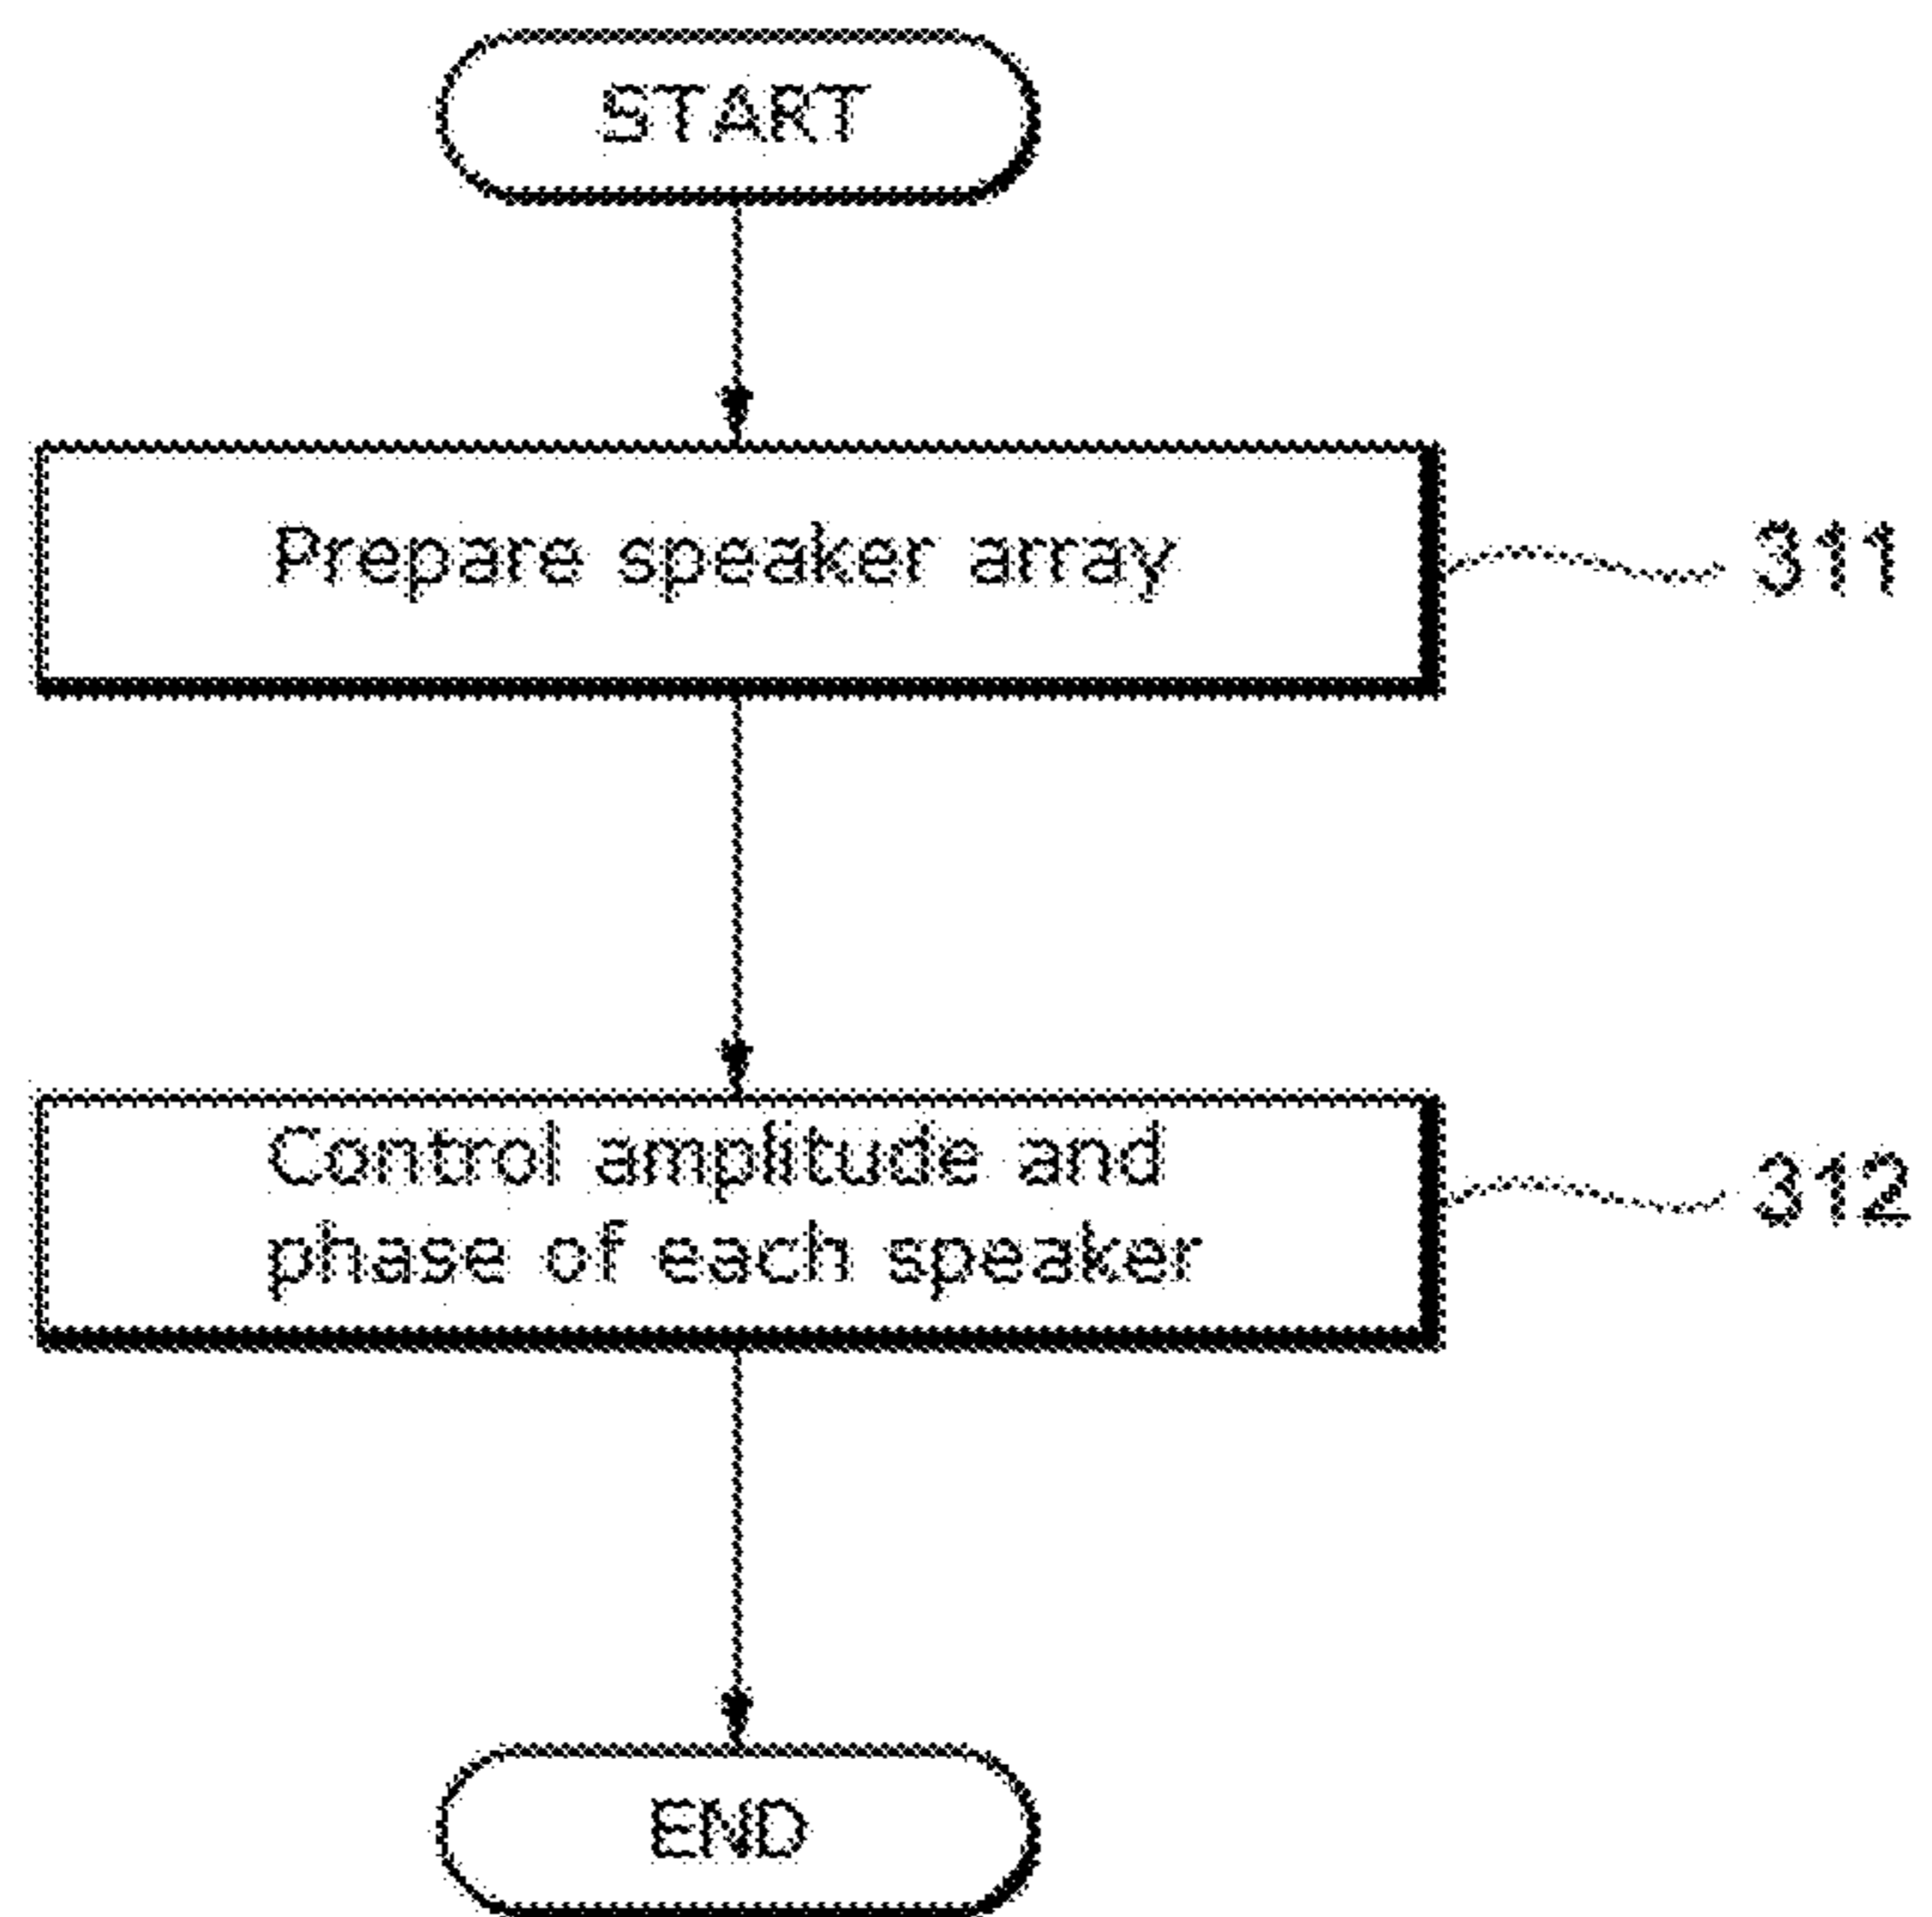 START
Prepare speaker array
311
Control amplitude and
phase of each speaker
312
END